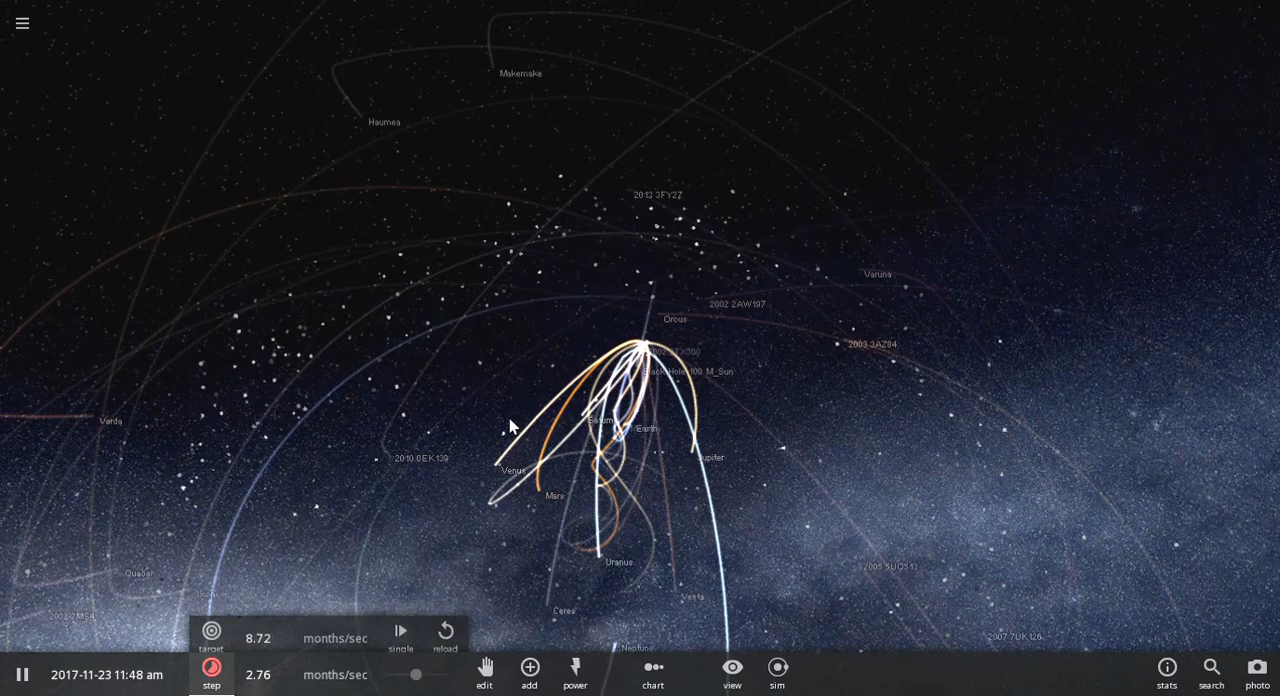 Makemake
Haumea
2013 3FY27
Varuna
2002 2AW197
Orcus
2003 3AZ84
Black Hole 100 M_Sun
Varda
Saturn
Earth
2010 0EK139
Jupiter
Venus
Mars
Uranus
2005 5UQ513
Quaoar
Ixion
Vesta
Ceres
2002 2MS4
2007 7UK126
Neptune
target
8.72 months/sec
single
reload
2017-11-23 11:48 am
step
2.76 months/sec
edit
add
power
chart
view
sim
stats
search
photo